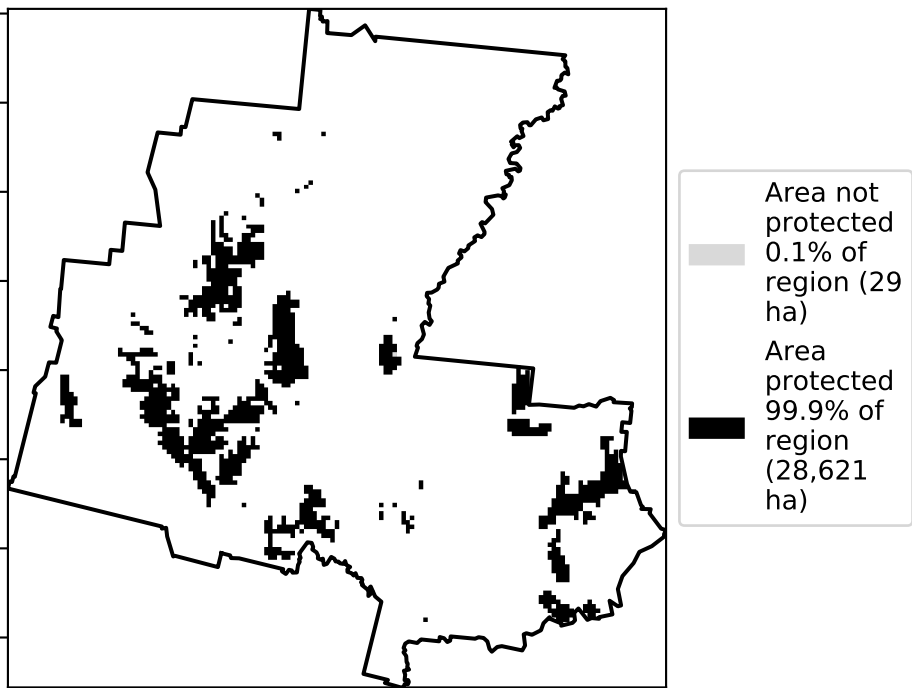 Area not
protected
0.1% of
region (29
ha)
Area
protected
99.9% of
region
(28,621
ha)